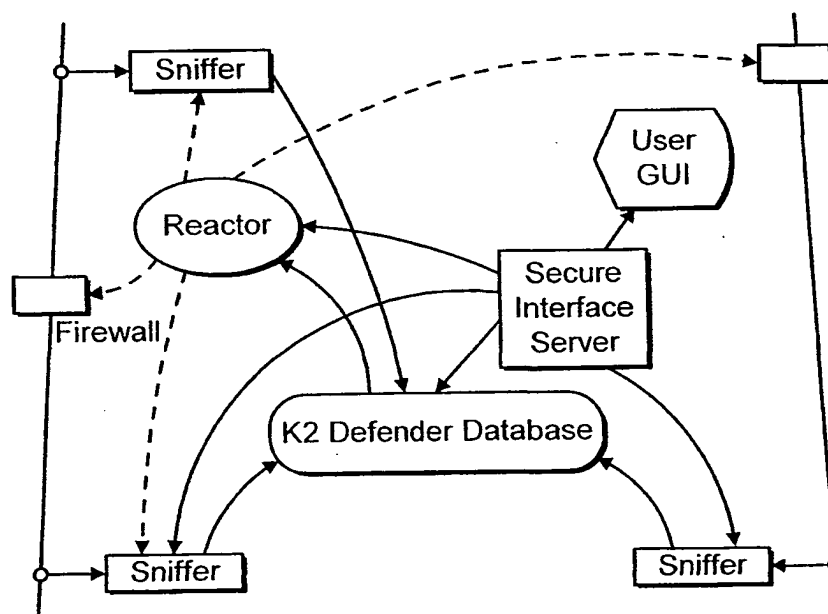 Sniffer
User
GUI
Reactor
Secure
Interface
Server
Firewall
K2 Defender Database
Sniffer
Sniffer